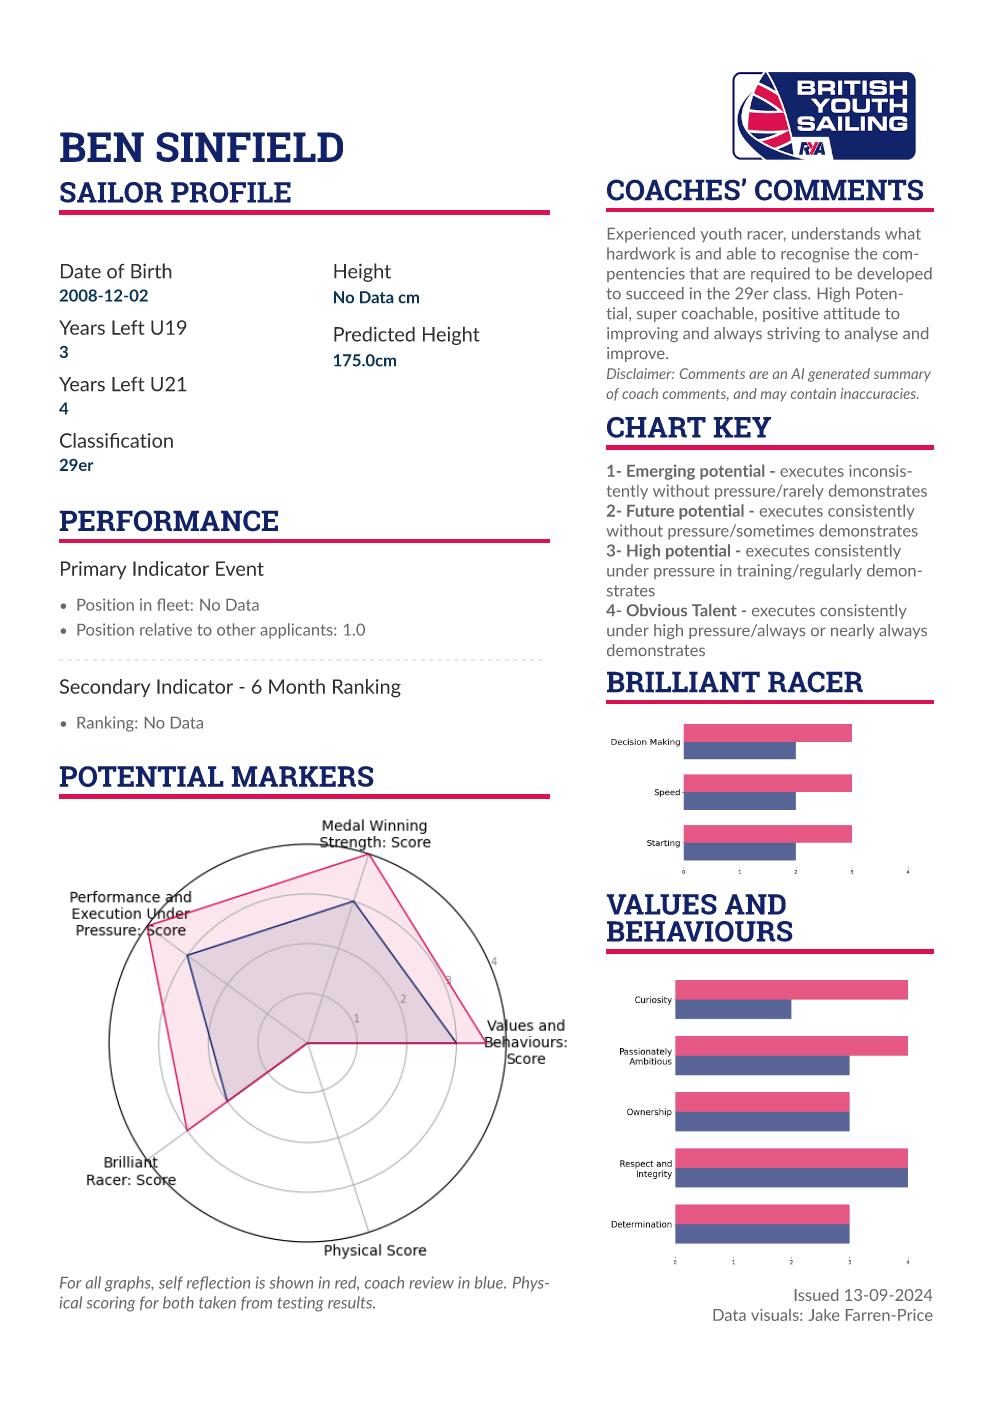 BRITISH
YOUTH
SAILING
RYA
BEN SINFIELD
SAILOR PROFILE
Date of Birth
2008-12-02
Years Left U19
3
Years Left U21
4
Classification
29er
Height
No Data cm
Predicted Height
175.0cm
PERFORMANCE
Primary Indicator Event
• Position in fleet: No Data
• Position relative to other applicants: 1.0
Secondary Indicator - 6 Month Ranking
• Ranking: No Data
POTENTIAL MARKERS
Medal Winning
Strength: Score
Performance and
Execution Under
Pressure: Score
4
3
2
1
Values and
Behaviours:
Score
Brilliant
Racer: Score
Physical Score
For all graphs, self reflection is shown in red, coach review in blue. Phys-
ical scoring for both taken from testing results.
COACHES’ COMMENTS
Experienced youth racer, understands what
hardwork is and able to recognise the com-
pentencies that are required to be developed
to succeed in the 29er class. High Poten-
tial, super coachable, positive attitude to
improving and always striving to analyse and
improve.
Disclaimer: Comments are an AI generated summary
of coach comments, and may contain inaccuracies.
CHART KEY
1- Emerging potential - executes inconsis-
tently without pressure/rarely demonstrates
2- Future potential - executes consistently
without pressure/sometimes demonstrates
3- High potential - executes consistently
under pressure in training/regularly demon-
strates
4- Obvious Talent - executes consistently
under high pressure/always or nearly always
demonstrates
BRILLIANT RACER
Decision Making
Speed
Starting
0 1 2 3 4
VALUES AND
BEHAVIOURS
Curiosity
Passionately
Ambitious
Ownership
Respect and
Integrity
Determination
0 1 2 3 4
Issued 13-09-2024
Data visuals: Jake Farren-Price